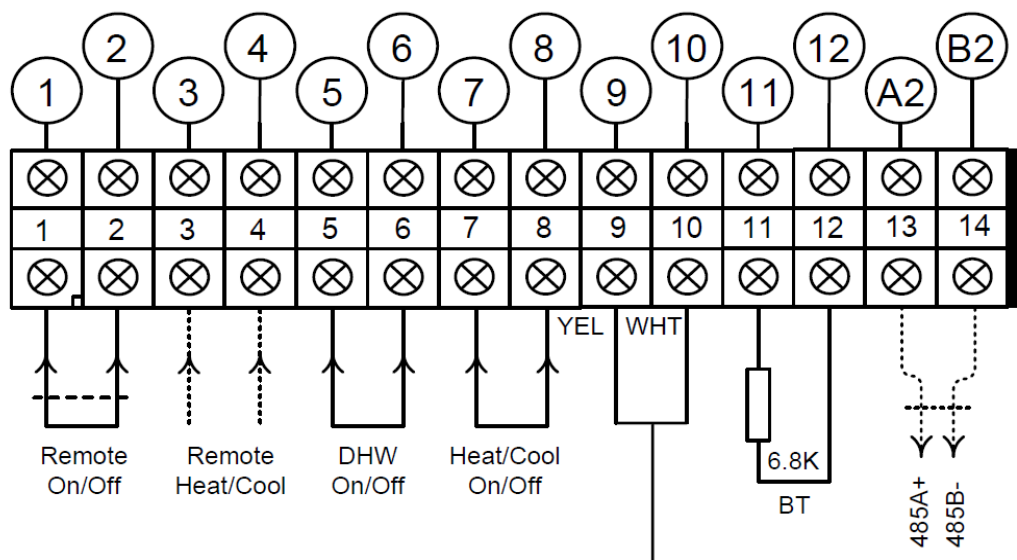 1 2 3 4 5 6 7 8 9 10 11 12 A2 B2
1 2 3 4 5 6 7 8 9 10 11 12 13 14
YEL WHT
6.8K
BT
Remote
On/Off
Remote
Heat/Cool
DHW
On/Off
Heat/Cool
On/Off
485A+
485B-